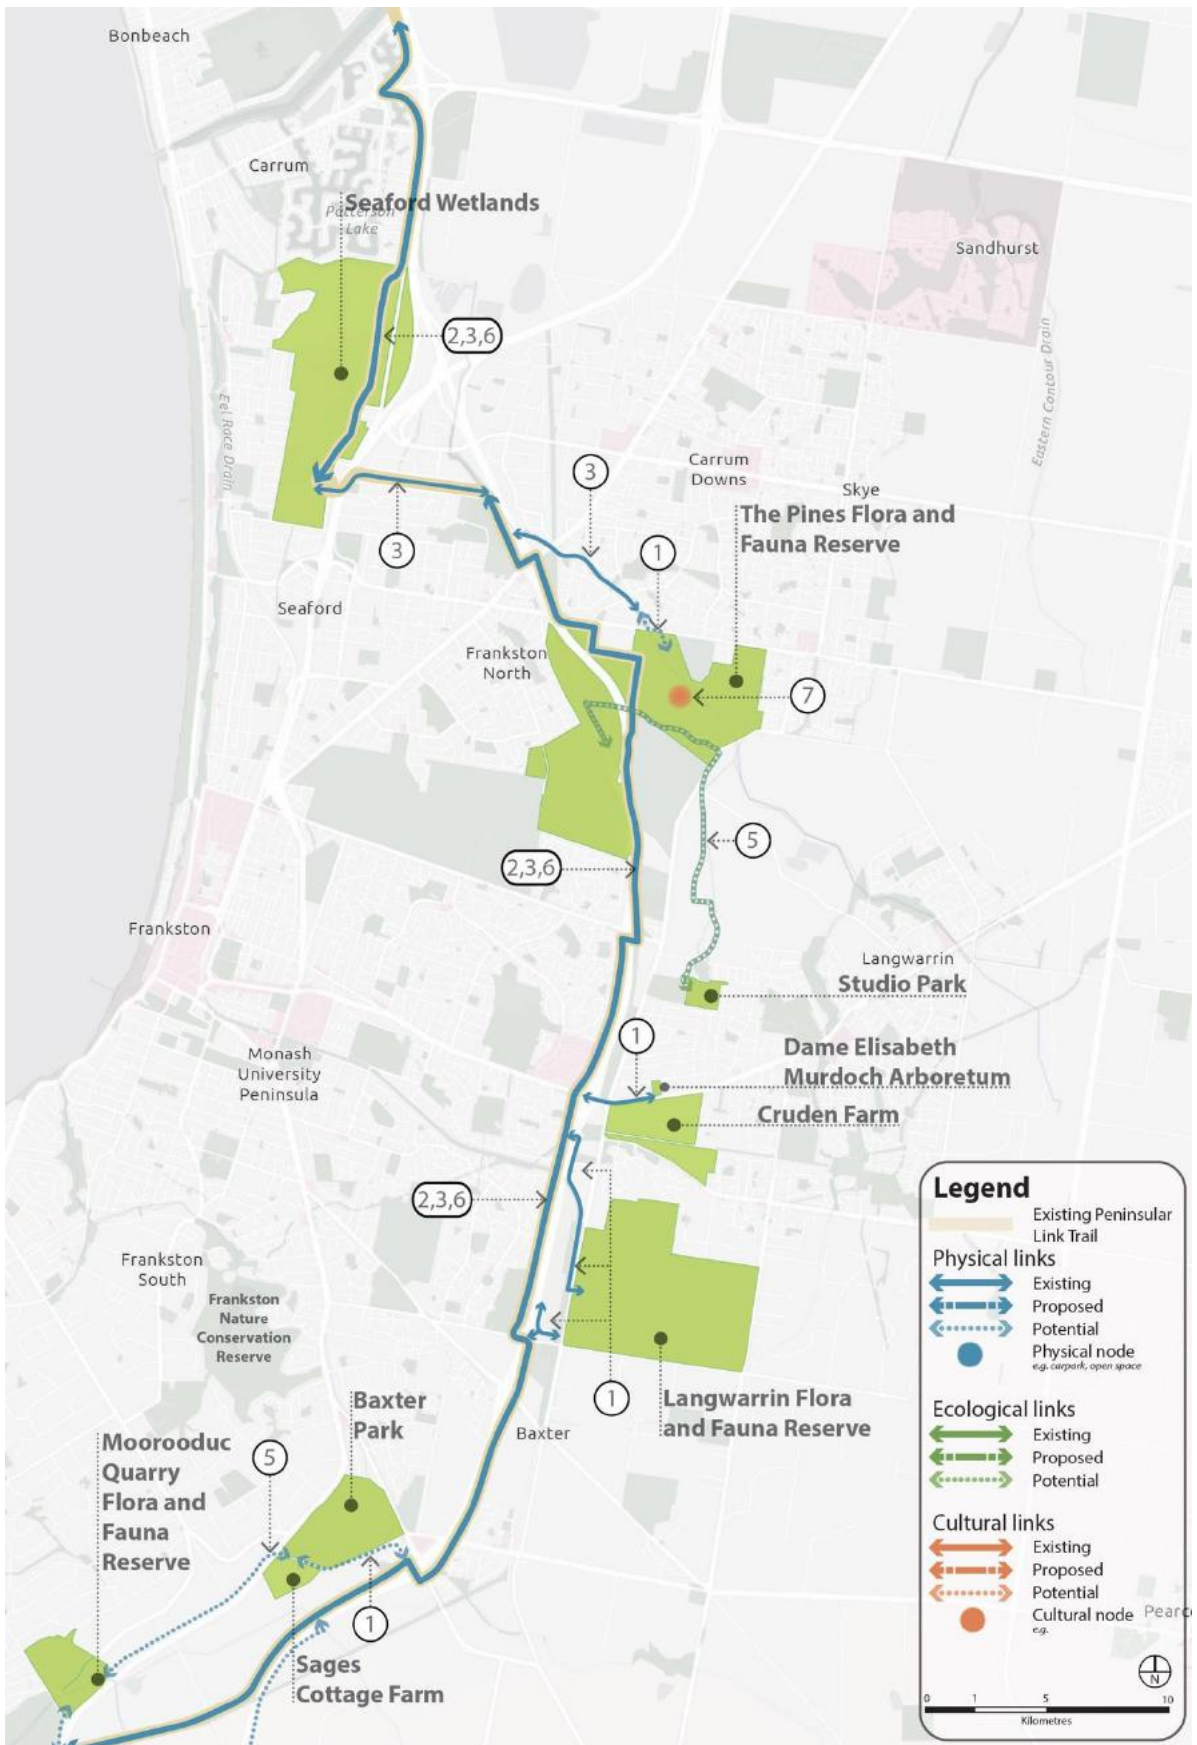 Bonbeach
Carrum
Seaford Wetlands
Patterson
Lake
Sandhurst
2,3,6
Eel Race Drain
Eastern Contour Drain
3
Carrum
Downs
Skye
The Pines Flora and
Fauna Reserve
3
1
Seaford
Frankston
North
7
5
2,3,6
Frankston
Langwarrin
Studio Park
1
Monash
University
Peninsula
Dame Elisabeth
Murdoch Arboretum
Cruden Farm
2,3,6
Frankston
South
Frankston
Nature
Conservation
Reserve
1
Langwarrin Flora
and Fauna Reserve
Baxter
Park
Baxter
Moorooduc
Quarry
Flora and
Fauna
Reserve
5
1
Sages
Cottage Farm
Legend
Existing Peninsular
Link Trail
Physical links
Existing
Proposed
Potential
Physical node
e.g. carpark, open space
Ecological links
Existing
Proposed
Potential
Cultural links
Existing
Proposed
Potential
Cultural node
e.g.
Pearce
N
0 1 5 10
Kilometres